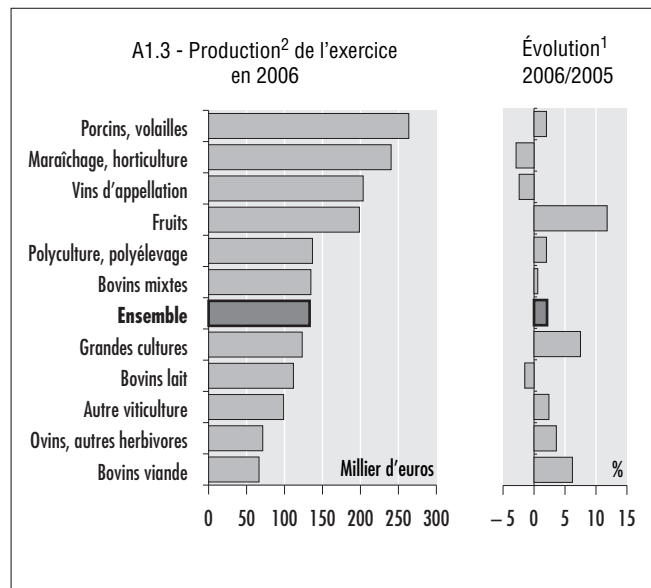 A1.3 - Production² de l'exercice
en 2006
Évolution¹
2006/2005
Porcins, volailles
Maraîchage, horticulture
Vins d'appellation
Fruits
Polyculture, polyélevage
Bovins mixtes
Ensemble
Grandes cultures
Bovins lait
Autre viticulture
Ovins, autres herbivores
Bovins viande
Millier d'euros
%
0 50 100 150 200 250 300
– 5 0 5 10 15